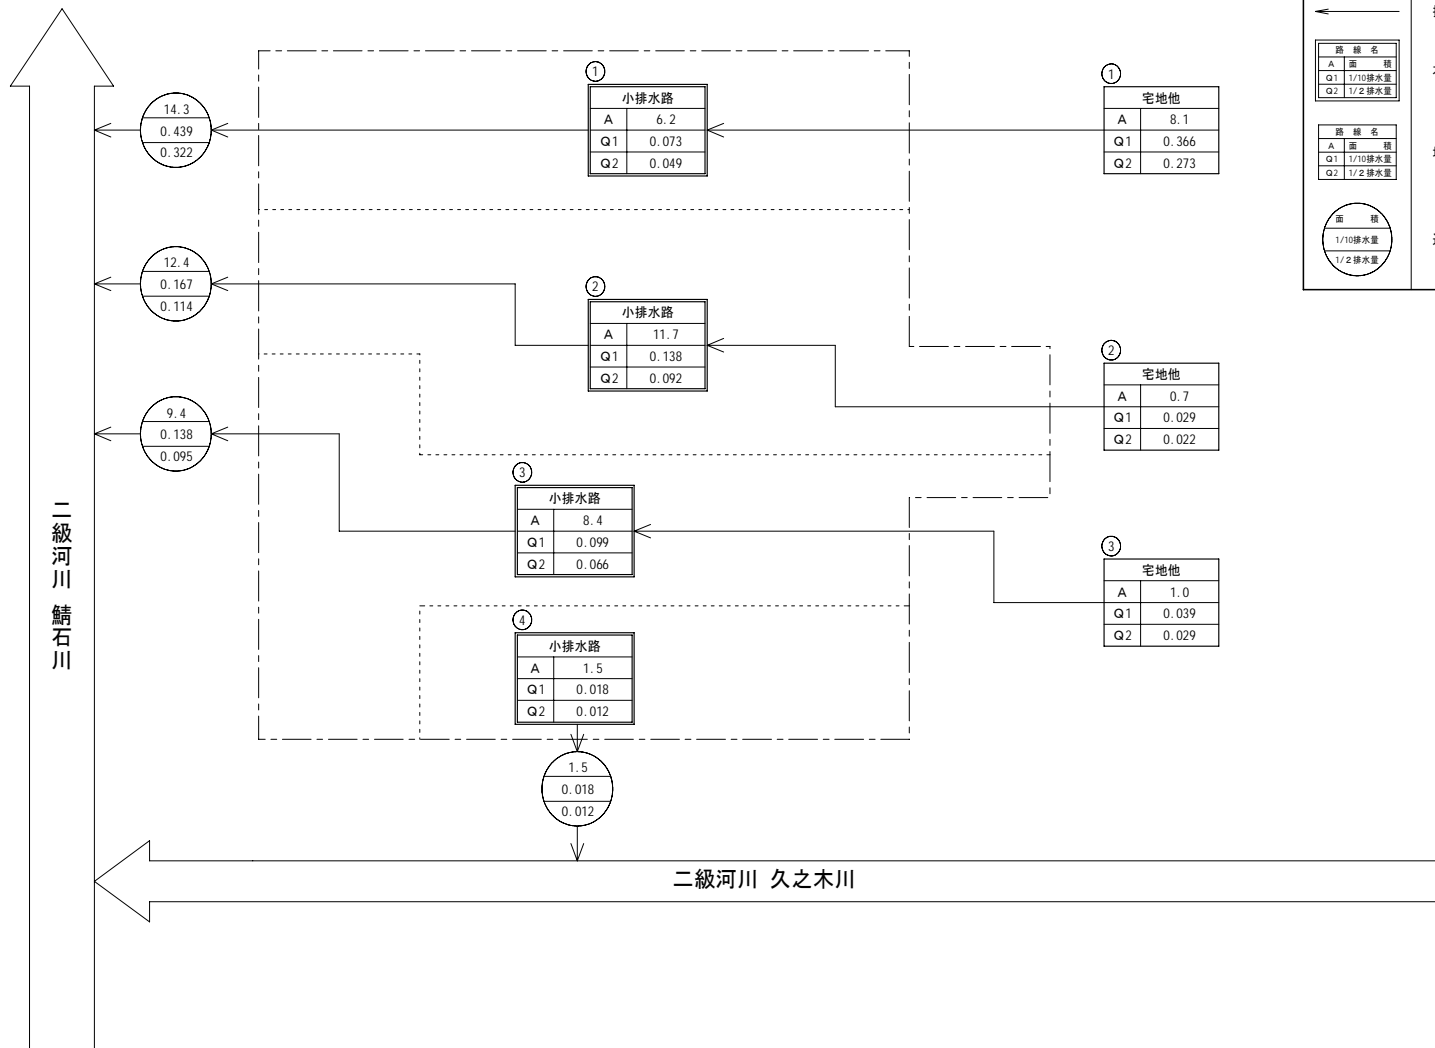 ①
小排水路
A 6.2
Q1 0.073
Q2 0.049
①
宅地他
A 8.1
Q1 0.366
Q2 0.273
14.3
0.439
0.322
路 線 名
A 面 積
Q1 1/10排水量
Q2 1/2排水量
路 線 名
A 面 積
Q1 1/10排水量
Q2 1/2排水量
面 積
1/10排水量
1/2排水量
12.4
0.167
0.114
②
小排水路
A 11.7
Q1 0.138
Q2 0.092
②
宅地他
A 0.7
Q1 0.029
Q2 0.022
9.4
0.138
0.095
③
小排水路
A 8.4
Q1 0.099
Q2 0.066
③
宅地他
A 1.0
Q1 0.039
Q2 0.029
④
小排水路
A 1.5
Q1 0.018
Q2 0.012
1.5
0.018
0.012
二級河川 鯖石川
二級河川 久之木川